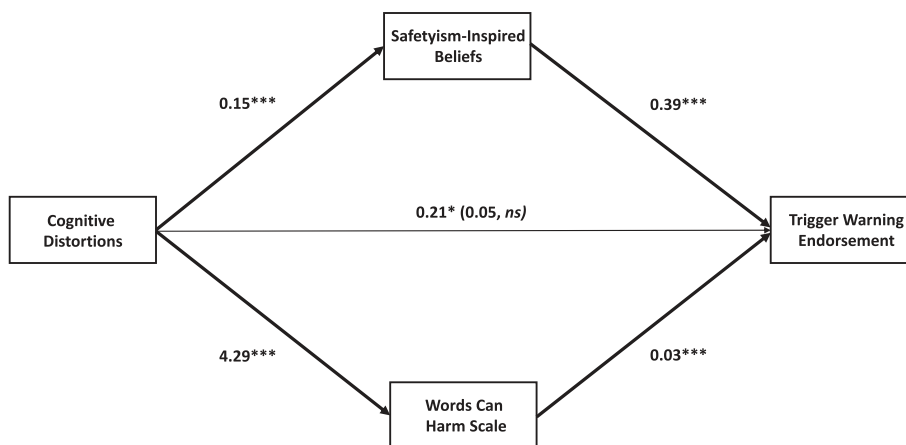 Safetyism-Inspired
Beliefs
0.15***
0.39***
Cognitive
Distortions
0.21* (0.05, ns)
Trigger Warning
Endorsement
4.29***
0.03***
Words Can
Harm Scale